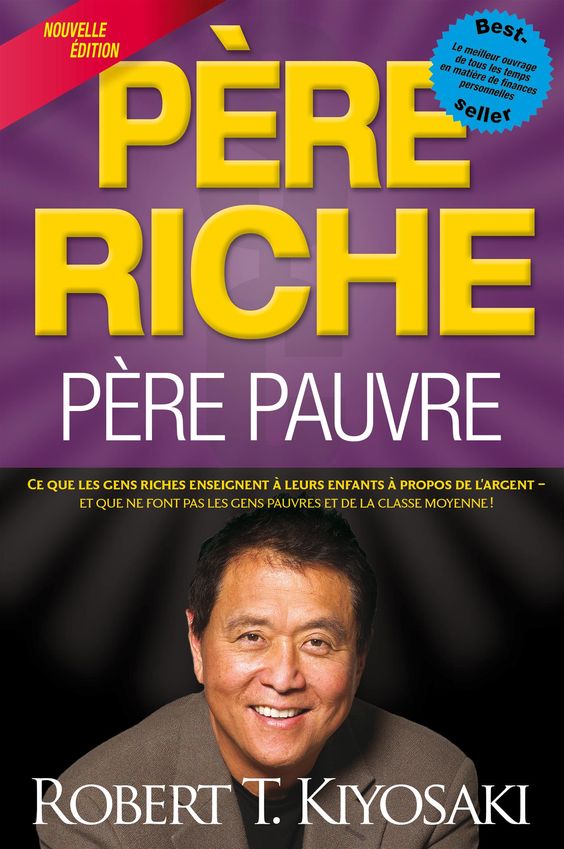 NOUVELLE
ÉDITION
Best-
Le meilleur ouvrage
de tous les temps
en matière de finances
personnelles
seller
PÈRE
RICHE
PÈRE PAUVRE
CE QUE LES GENS RICHES ENSEIGNENT À LEURS ENFANTS À PROPOS DE L'ARGENT –
ET QUE NE FONT PAS LES GENS PAUVRES ET DE LA CLASSE MOYENNE !
ROBERT T. KIYOSAKI